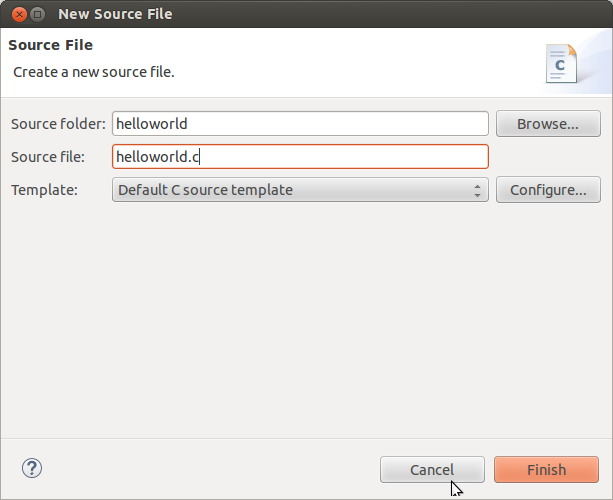 New Source File
Source File
Create a new source file.
C
Source folder: helloworld Browse...
Source file: helloworld.c
Template: Default C source template Configure...
? Cancel Finish